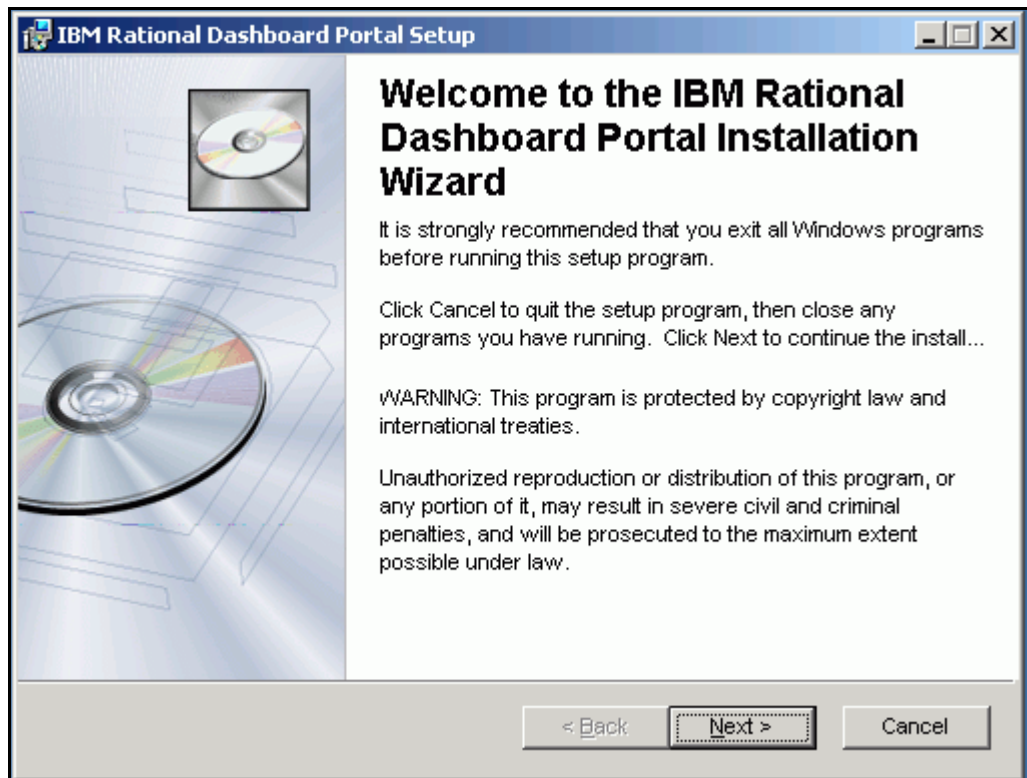 IBM Rational Dashboard Portal Setup
Welcome to the IBM Rational
Dashboard Portal Installation
Wizard
It is strongly recommended that you exit all Windows programs
before running this setup program.
Click Cancel to quit the setup program, then close any
programs you have running.  Click Next to continue the install...
WARNING: This program is protected by copyright law and
international treaties.
Unauthorized reproduction or distribution of this program, or
any portion of it, may result in severe civil and criminal
penalties, and will be prosecuted to the maximum extent
possible under law.
< Back Next > Cancel